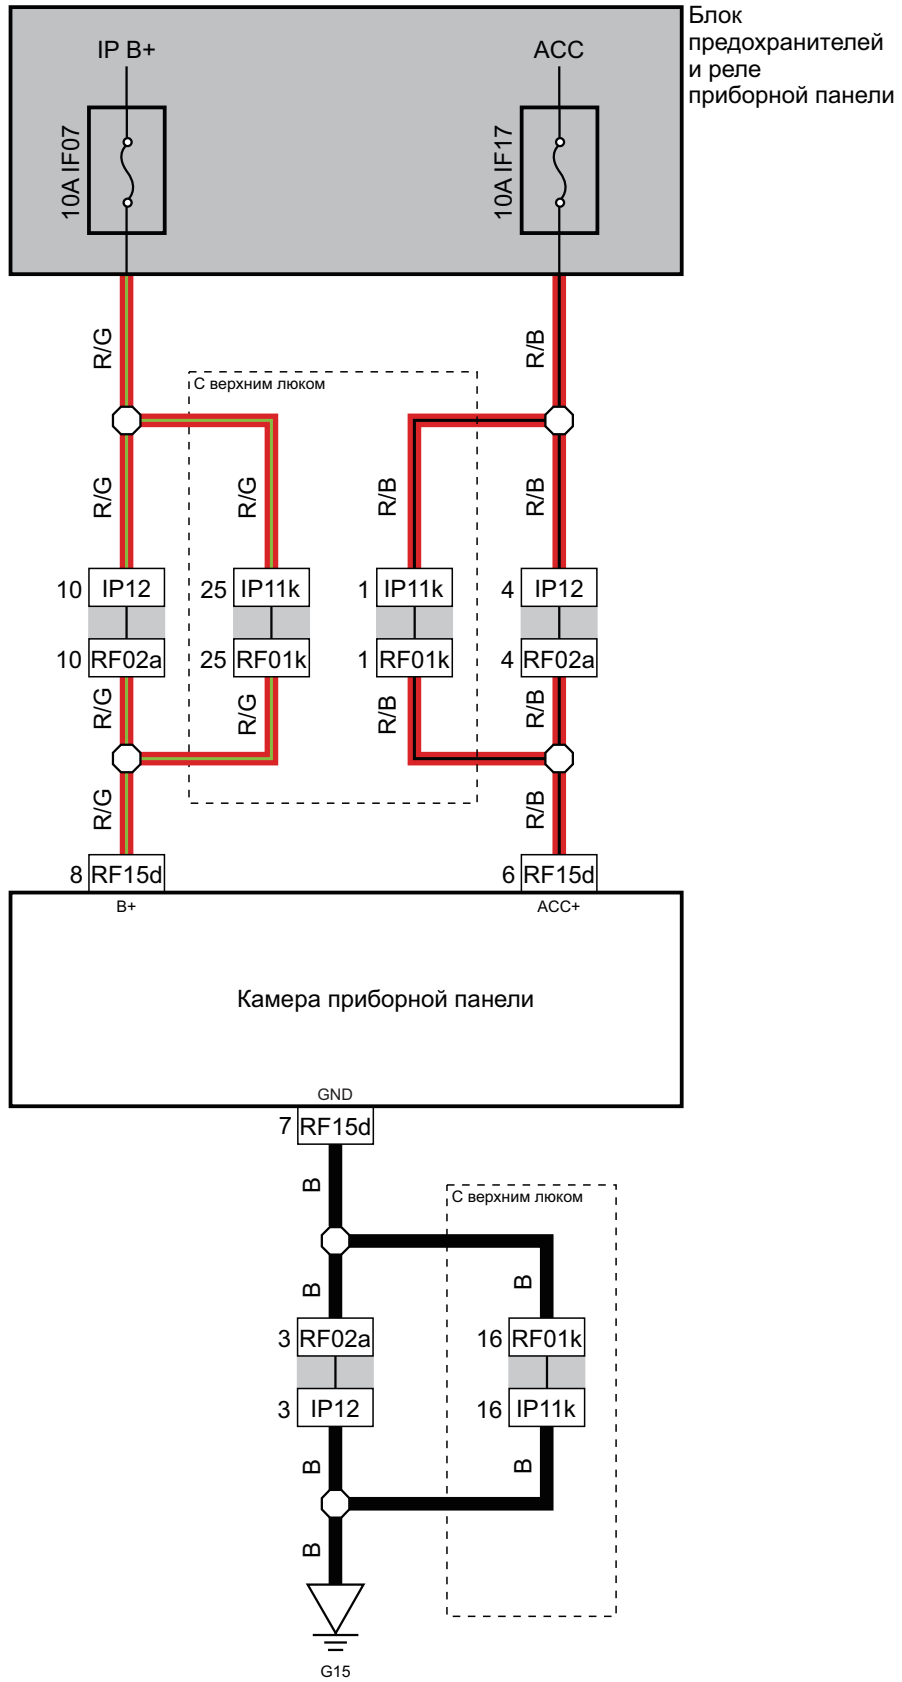 Блок
предохранителей
и реле
приборной панели
IP B+
ACC
10A IF07
10A IF17
R/G
R/B
С верхним люком
R/G
R/G
R/B
R/B
10 IP12
25 IP11k
1 IP11k
4 IP12
10 RF02a
25 RF01k
1 RF01k
4 RF02a
R/G
R/G
R/B
R/B
R/G
R/B
8 RF15d
6 RF15d
B+
ACC+
Камера приборной панели
GND
7 RF15d
B
С верхним люком
B
B
3 RF02a
16 RF01k
3 IP12
16 IP11k
B
B
B
G15